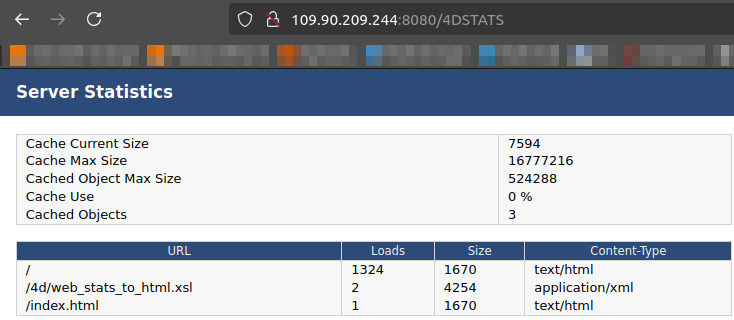 109.90.209.244:8080/4DSTATS
Server Statistics
Cache Current Size 7594
Cache Max Size 16777216
Cached Object Max Size 524288
Cache Use 0 %
Cached Objects 3
URL Loads Size Content-Type
/ 1324 1670 text/html
/4d/web_stats_to_html.xsl 2 4254 application/xml
/index.html 1 1670 text/html